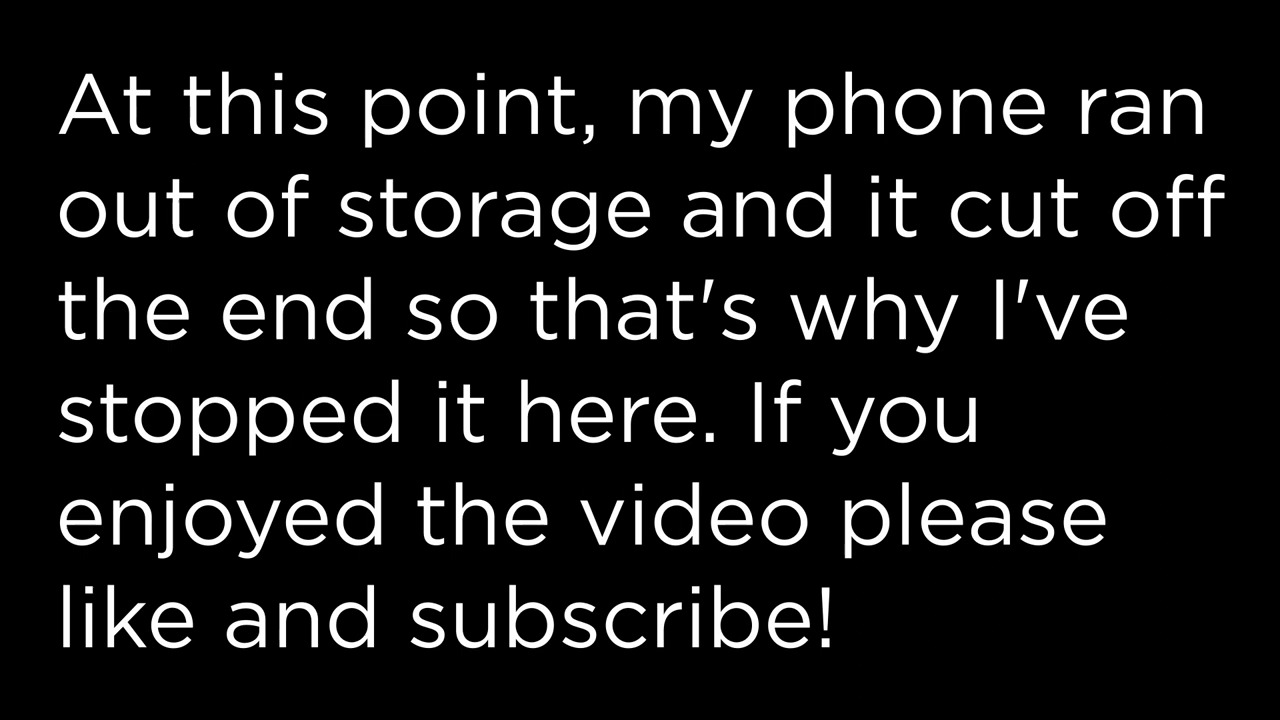 At this point, my phone ran
out of storage and it cut off
the end so that's why I've
stopped it here. If you
enjoyed the video please
like and subscribe!